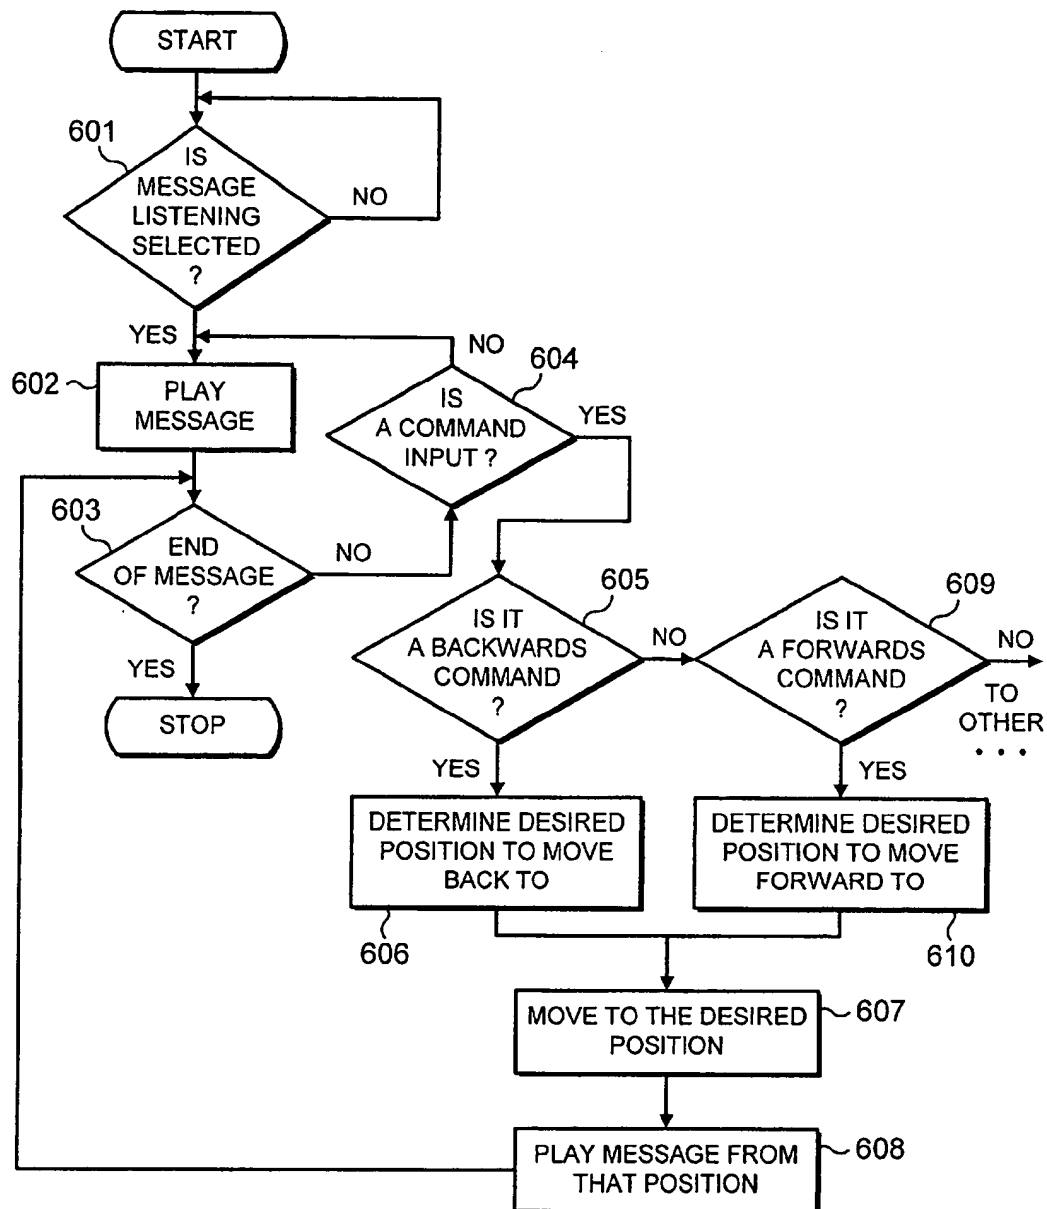 START
601
IS
MESSAGE
LISTENING
SELECTED
?
NO
YES
602
PLAY
MESSAGE
NO
604
IS
A COMMAND
INPUT ?
YES
603
END
OF MESSAGE
?
NO
YES
STOP
605
IS IT
A BACKWARDS
COMMAND
?
NO
YES
609
IS IT
A FORWARDS
COMMAND
?
NO
TO
OTHER
. . .
YES
DETERMINE DESIRED
POSITION TO MOVE
BACK TO
606
DETERMINE DESIRED
POSITION TO MOVE
FORWARD TO
610
MOVE TO THE DESIRED
POSITION
607
PLAY MESSAGE FROM
THAT POSITION
608